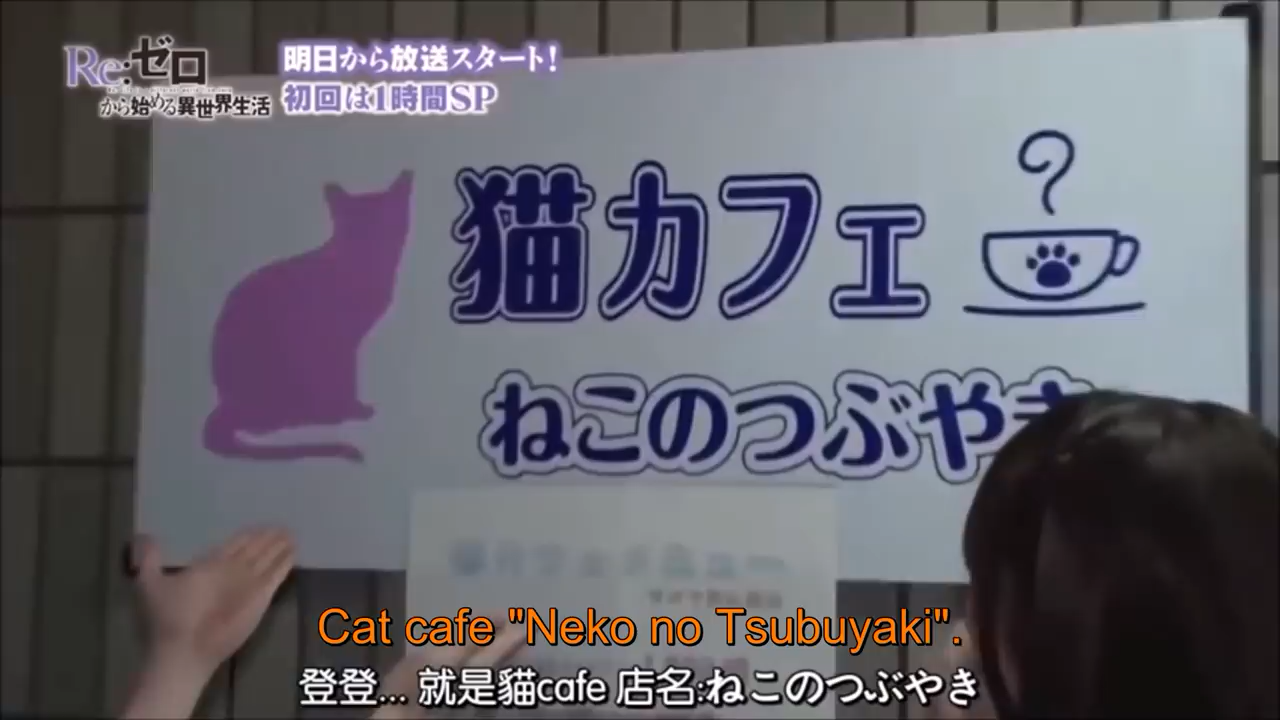 Re:ゼロ
から始める異世界生活
明日から放送スタート!
初回は1時間SP
猫カフェ
ねこのつぶやき
Cat cafe "Neko no Tsubuyaki".
登登... 就是貓cafe 店名:ねこのつぶやき